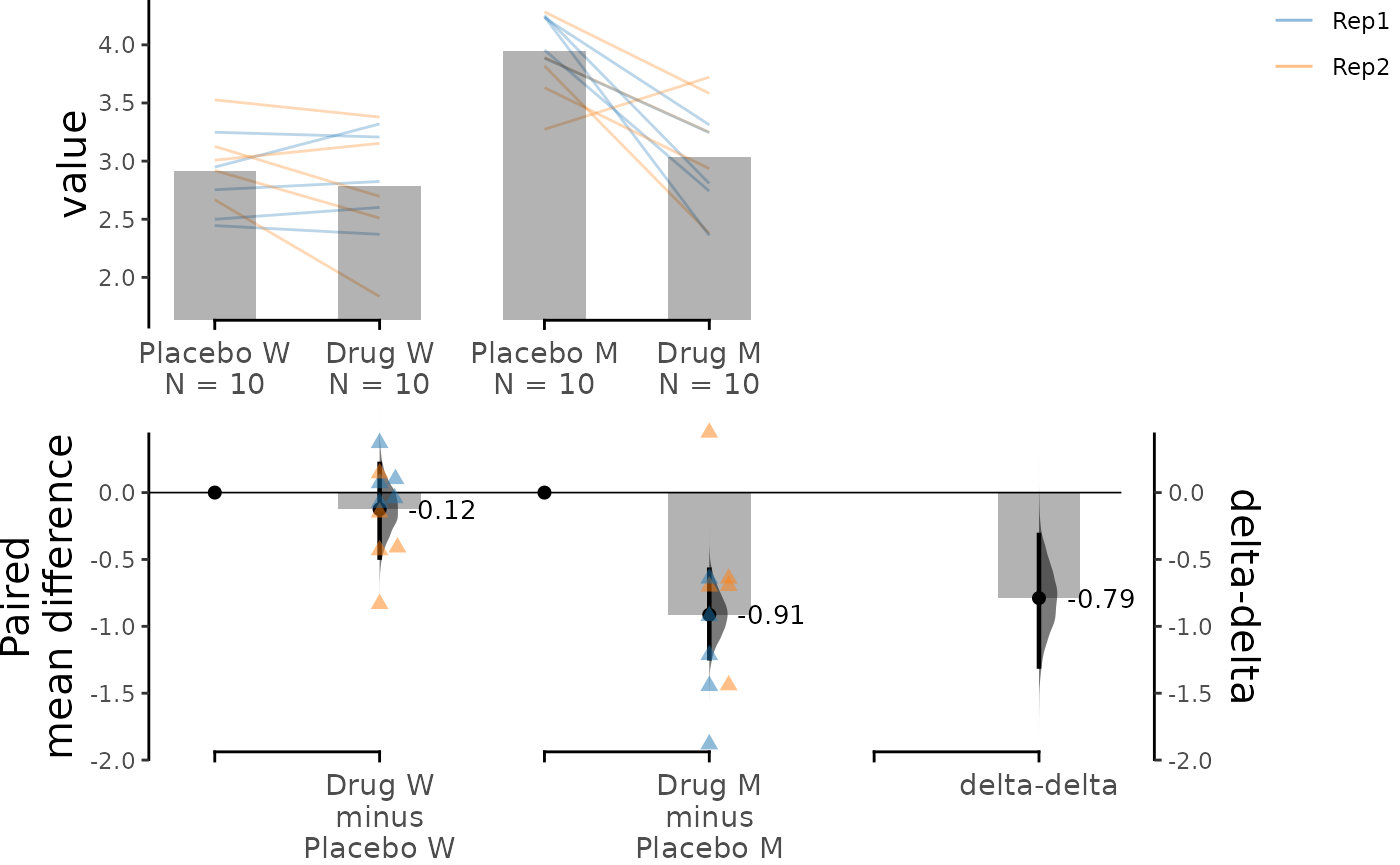 Rep1
Rep2
value
4.0
3.5
3.0
2.5
2.0
Placebo W
N = 10
Drug W
N = 10
Placebo M
N = 10
Drug M
N = 10
Paired
mean difference
0.0
-0.5
-1.0
-1.5
-2.0
-0.12
-0.91
-0.79
0.0
-0.5
-1.0
-1.5
-2.0
delta-delta
Drug W
minus
Placebo W
Drug M
minus
Placebo M
delta-delta